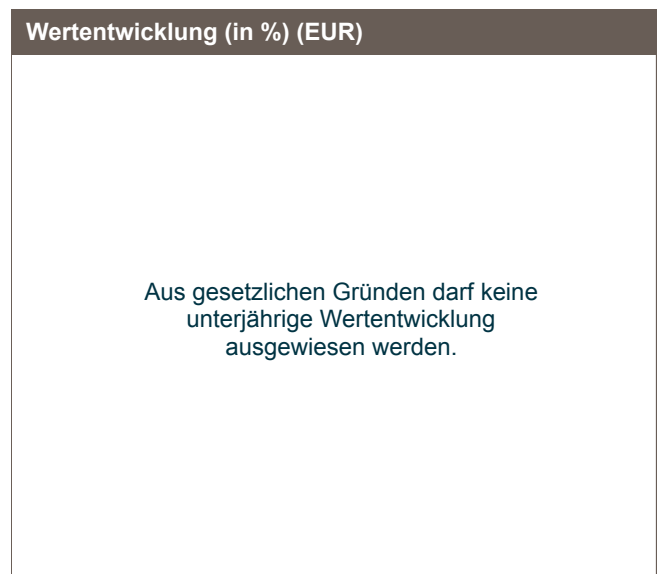 Wertentwicklung (in %) (EUR)
Aus gesetzlichen Gründen darf keine
unterjährige Wertentwicklung
ausgewiesen werden.